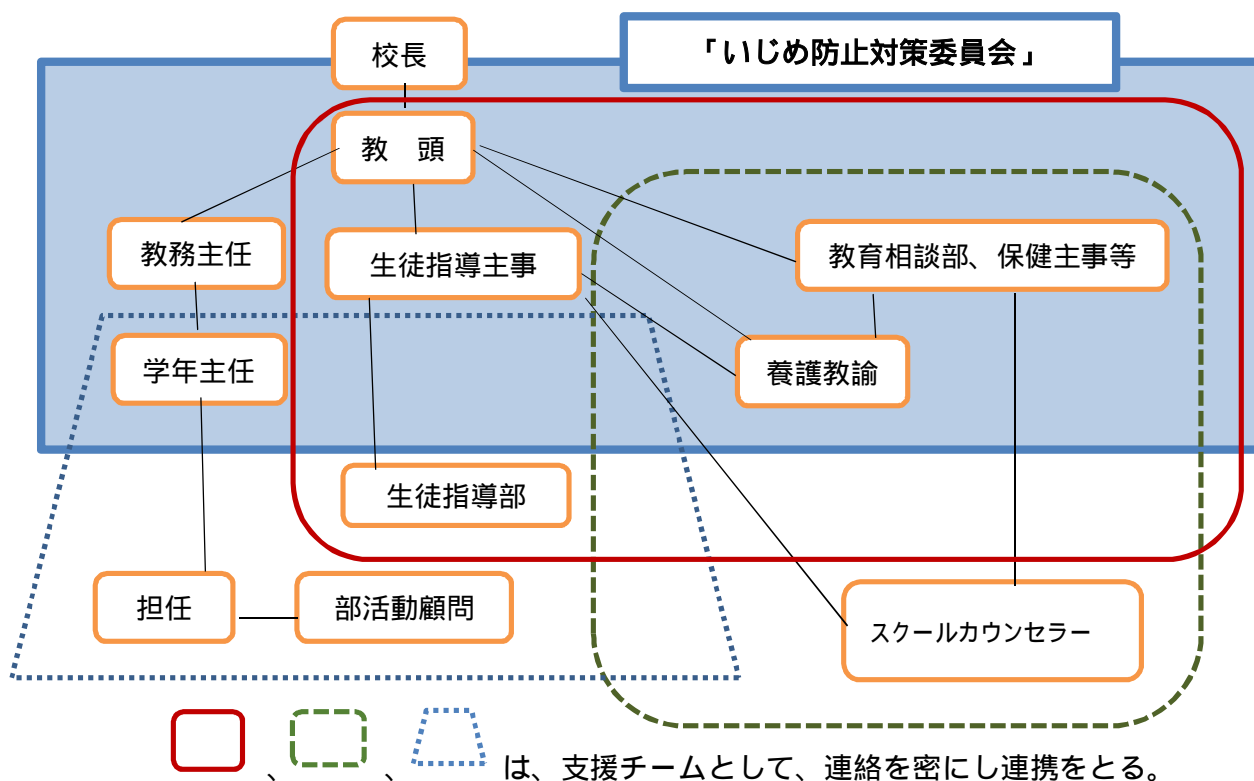 校長
「いじめ防止対策委員会」
教　頭
教務主任
生徒指導主事
教育相談部、保健主事等
学年主任
養護教諭
生徒指導部
担任
部活動顧問
スクールカウンセラー
、 、 は、支援チームとして、連絡を密にし連携をとる。